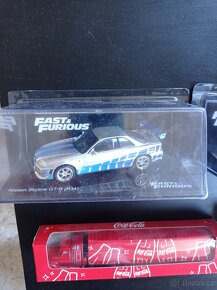 FAST & FURIOUS
Nissan Skyline GT-R (R34)
FAST & FURIOUS
Coca-Cola